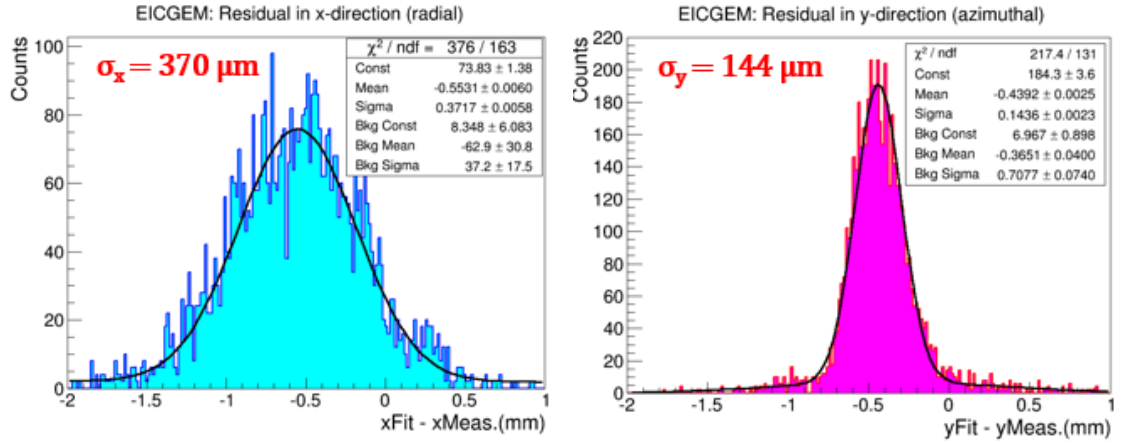 EICGEM: Residual in x-direction (radial)
Counts
100
80
60
40
20
0
σx = 370 μm
χ² / ndf = 376 / 163
Const 73.83 ± 1.38
Mean -0.5531 ± 0.0060
Sigma 0.3717 ± 0.0058
Bkg Const 8.348 ± 6.083
Bkg Mean -62.9 ± 30.8
Bkg Sigma 37.2 ± 17.5
-2 -1.5 -1 -0.5 0 0.5 1
xFit - xMeas.(mm)
EICGEM: Residual in y-direction (azimuthal)
Counts
220
200
180
160
140
120
100
80
60
40
20
0
σy = 144 μm
χ² / ndf 217.4 / 131
Const 184.3 ± 3.6
Mean -0.4392 ± 0.0025
Sigma 0.1436 ± 0.0023
Bkg Const 6.967 ± 0.898
Bkg Mean -0.3651 ± 0.0400
Bkg Sigma 0.7077 ± 0.0740
-2 -1.5 -1 -0.5 0 0.5 1
yFit - yMeas.(mm)